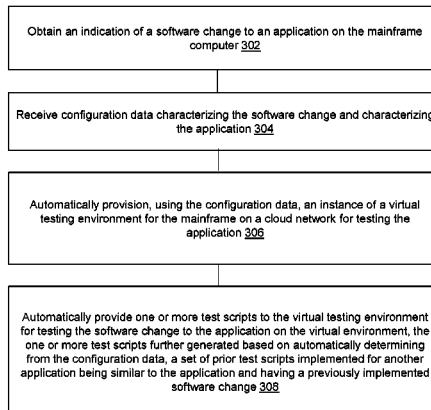 Obtain an indication of a software change to an application on the mainframe
computer 302
Receive configuration data characterizing the software change and characterizing
the application 304
Automatically provision, using the configuration data, an instance of a virtual
testing environment for the mainframe on a cloud network for testing the
application 306
Automatically provide one or more test scripts to the virtual testing environment
for testing the software change to the application on the virtual environment, the
one or more test scripts further generated based on automatically determining
from the configuration data, a set of prior test scripts implemented for another
application being similar to the application and having a previously implemented
software change 308